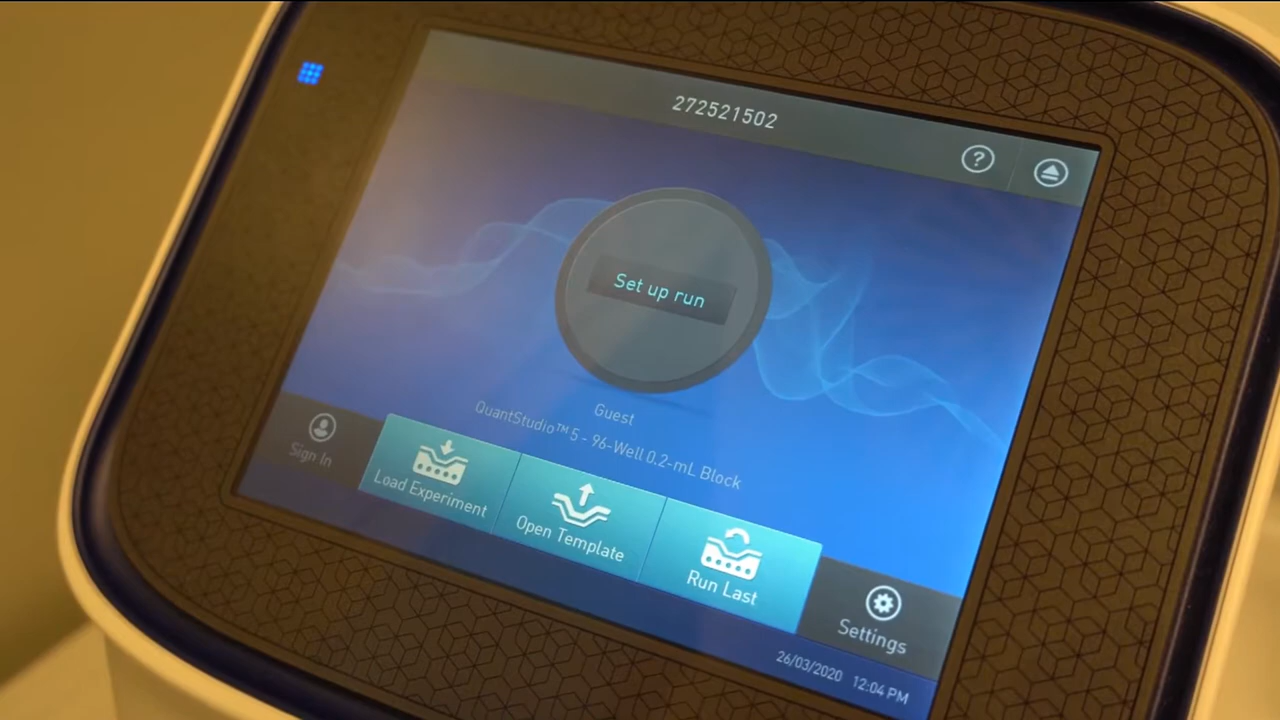 272521502
?
Set up run
Guest
QuantStudio™ 5 - 96-Well 0.2-mL Block
Sign In
Load Experiment
Open Template
Run Last
Settings
26/03/2020 12:04 PM